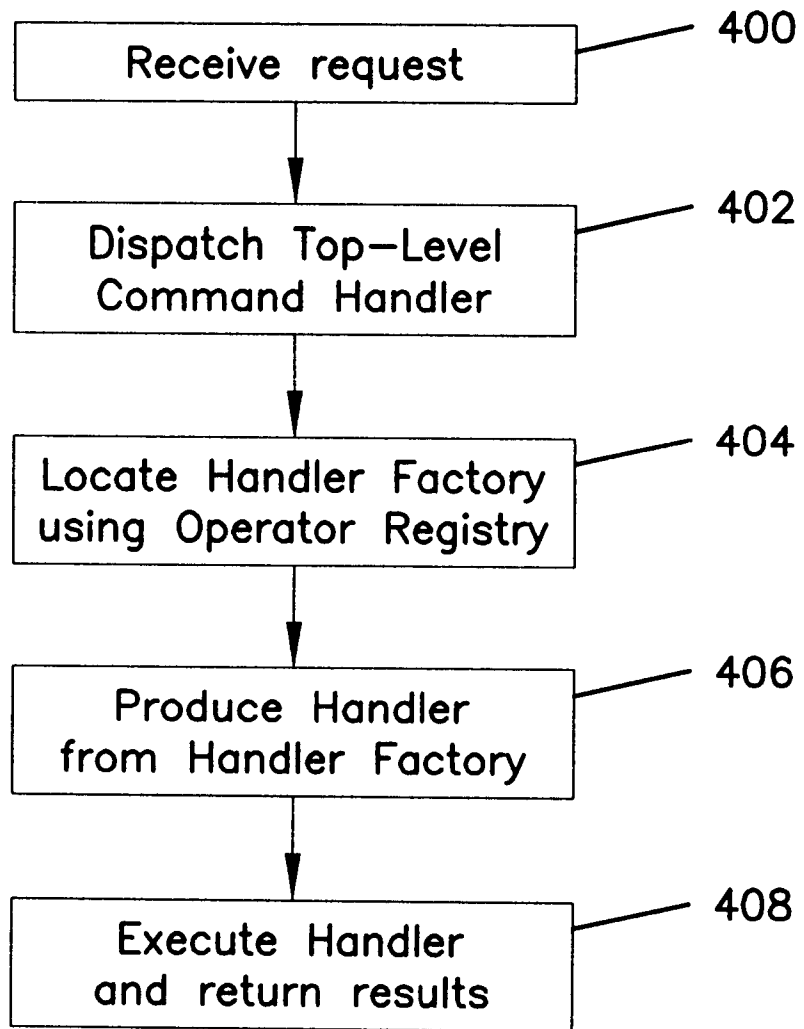 Receive request
400
Dispatch Top-Level
Command Handler
402
Locate Handler Factory
using Operator Registry
404
Produce Handler
from Handler Factory
406
Execute Handler
and return results
408